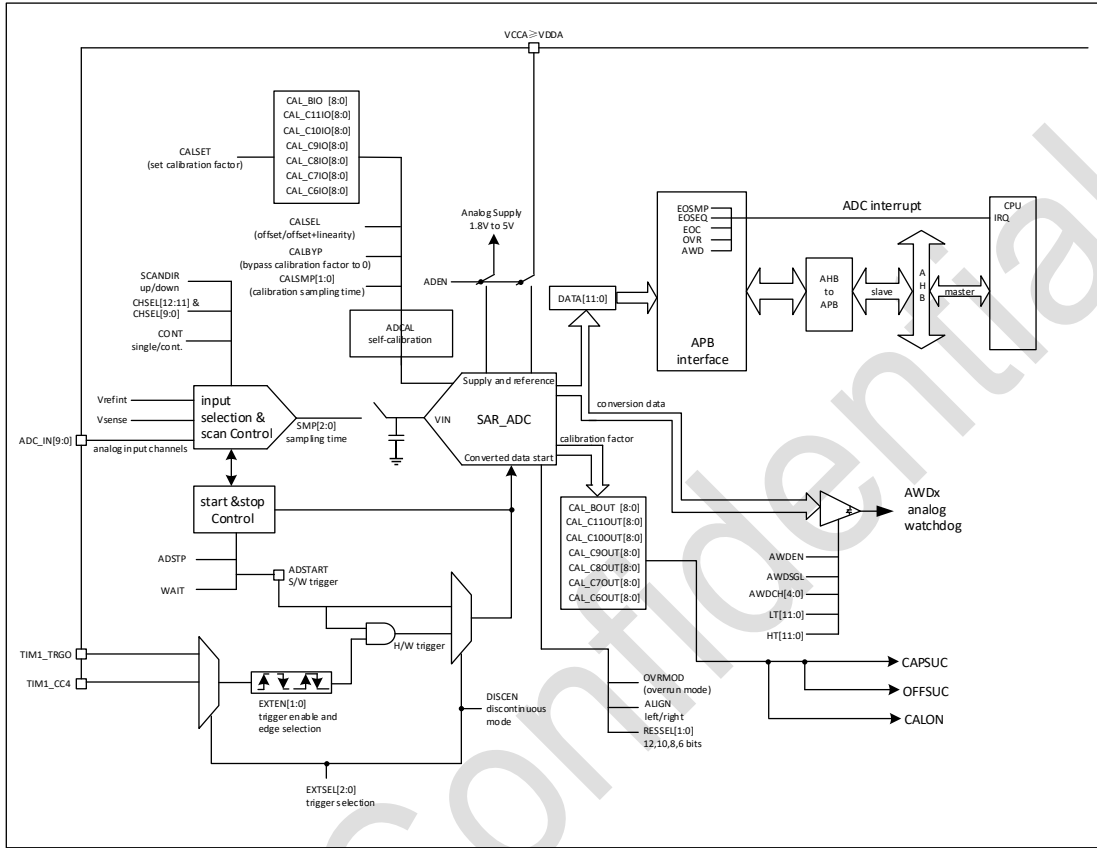 VCCA≥VDDA
CAL_BIO [8:0]
CAL_C11IO[8:0]
CAL_C10IO[8:0]
CAL_C9IO[8:0]
CAL_C8IO[8:0]
CAL_C7IO[8:0]
CAL_C6IO[8:0]
CALSET
(set calibration factor)
CALSEL
(offset/offset+linearity)
CALBYP
(bypass calibration factor to 0)
CALSMP[1:0]
(calibration sampling time)
Analog Supply
1.8V to 5V
ADEN
SCANDIR
up/down
CHSEL[12:11] &
CHSEL[9:0]
CONT
single/cont.
ADCAL
self-calibration
DATA[11:0]
EOSMP
EOSEQ
EOC
OVR
AWD
APB
interface
ADC interrupt
AHB
to
APB
slave
A
H
B
master
CPU
IRQ
Vrefint
Vsense
ADC_IN[9:0]
analog input channels
input
selection &
scan Control
SMP[2:0]
sampling time
Supply and reference
VIN
SAR_ADC
Converted data start
conversion data
calibration factor
start &stop
Control
CAL_BOUT [8:0]
CAL_C11OUT[8:0]
CAL_C10OUT[8:0]
CAL_C9OUT[8:0]
CAL_C8OUT[8:0]
CAL_C7OUT[8:0]
CAL_C6OUT[8:0]
AWDx
analog
watchdog
AWDEN
AWDSGL
AWDCH[4:0]
LT[11:0]
HT[11:0]
ADSTP
WAIT
ADSTART
S/W trigger
H/W trigger
TIM1_TRGO
TIM1_CC4
EXTEN[1:0]
trigger enable and
edge selection
DISCEN
discontinuous
mode
EXTSEL[2:0]
trigger selection
OVRMOD
(overrun mode)
ALIGN
left/right
RESSEL[1:0]
12,10,8,6 bits
CAPSUC
OFFSUC
CALON
Confidential